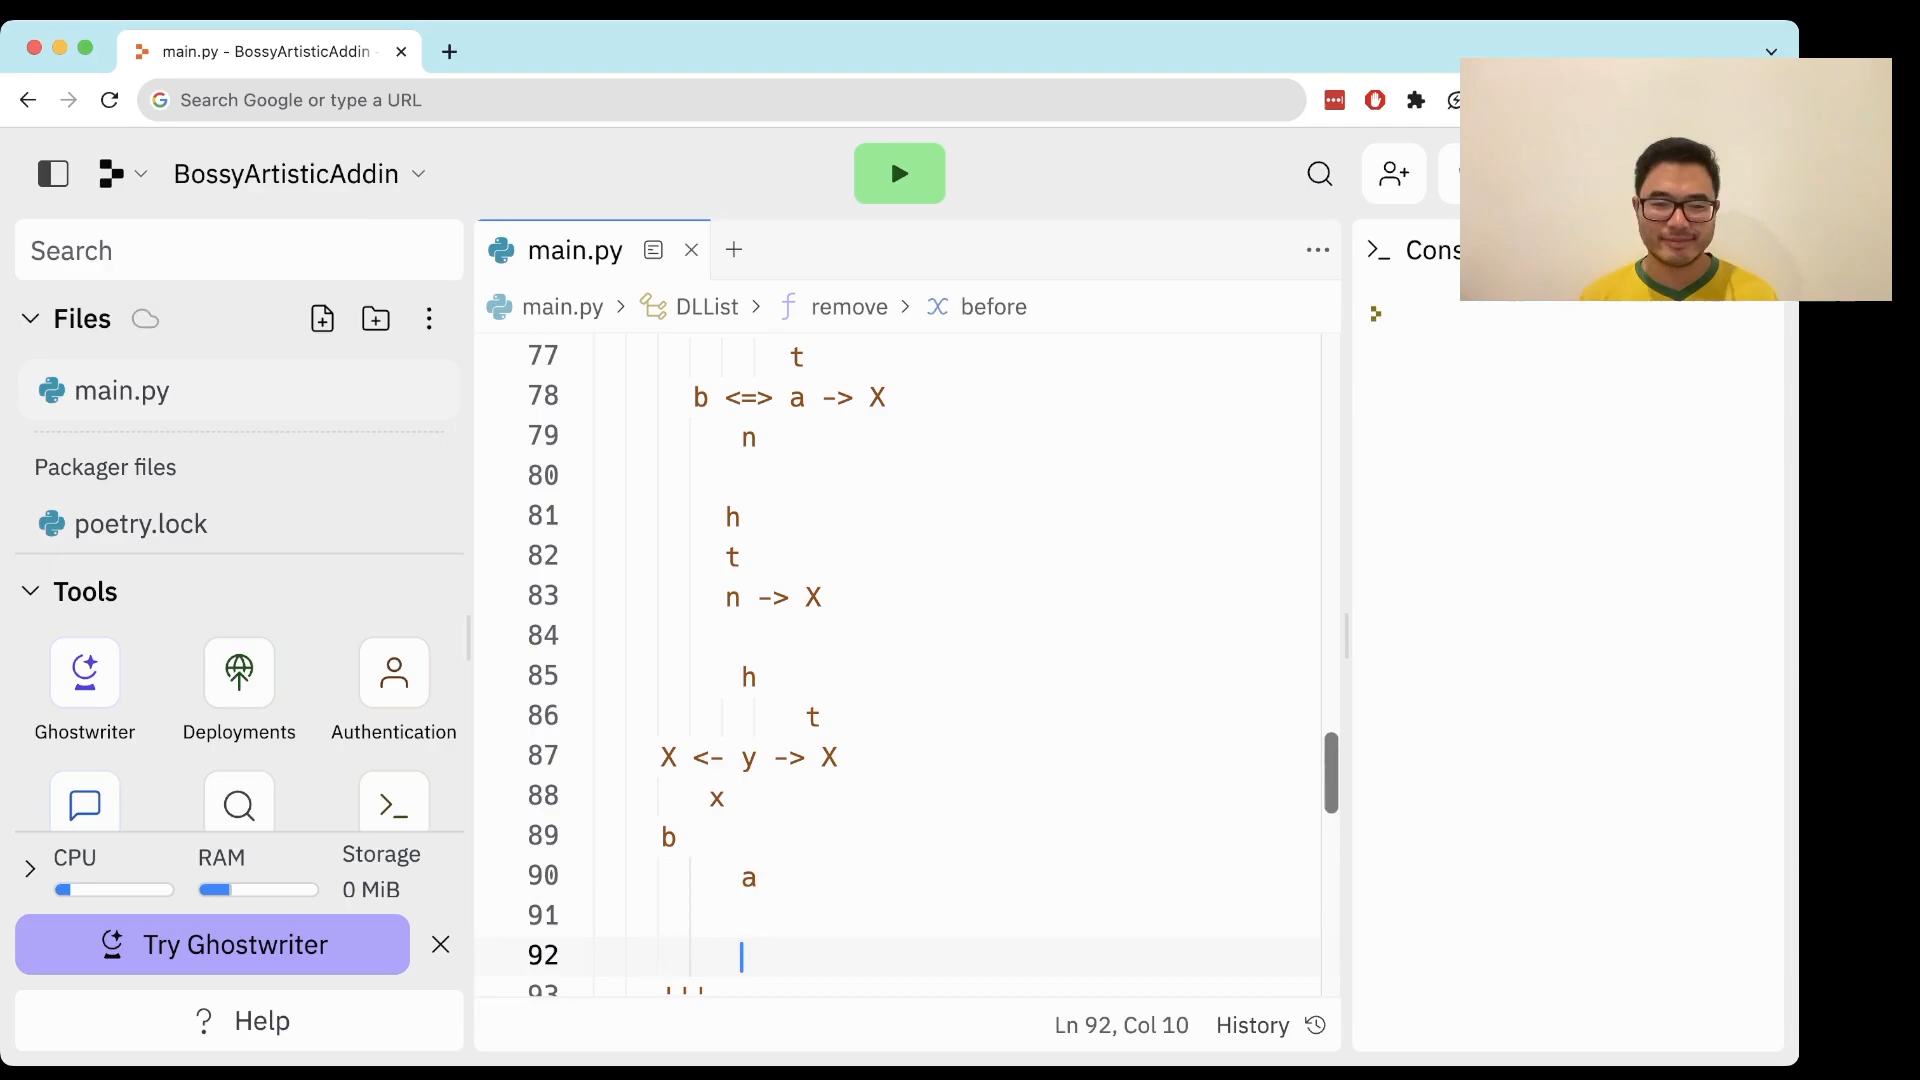 main.py - BossyArtisticAddin
Search Google or type a URL
BossyArtisticAddin
Search
Files
main.py
Packager files
poetry.lock
Tools
Ghostwriter
Deployments
Authentication
CPU
RAM
Storage
0 MiB
Try Ghostwriter
? Help
main.py
main.py > DLList > f remove > before
77 t
78 b <=> a -> X
79 n
80
81 h
82 t
83 n -> X
84
85 h
86 t
87 X <- y -> X
88 x
89 b
90 a
91
92
93 '''
Ln 92, Col 10
History
>_ Cons